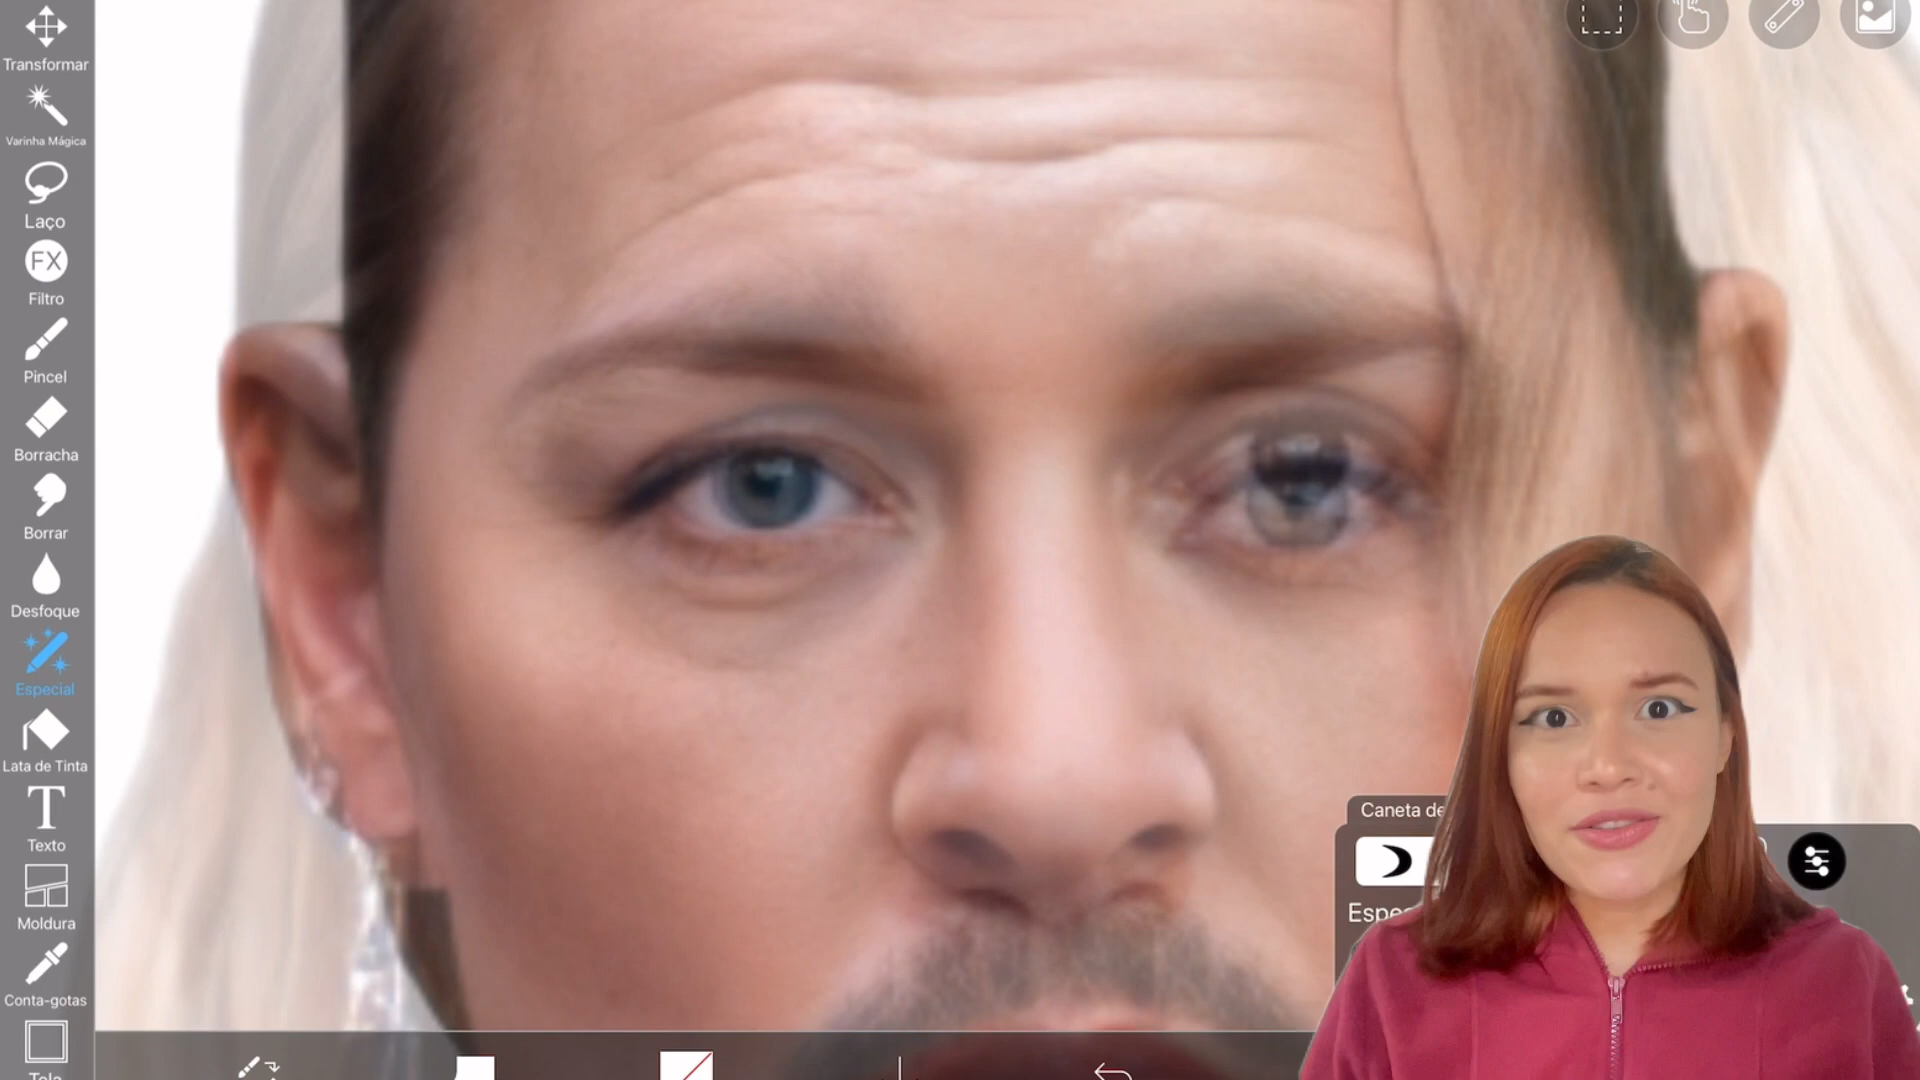 Transformar
Varinha Mágica
Laço
FX
Filtro
Pincel
Borracha
Borrar
Desfoque
Especial
Lata de Tinta
T
Texto
Moldura
Conta-gotas
Caneta de